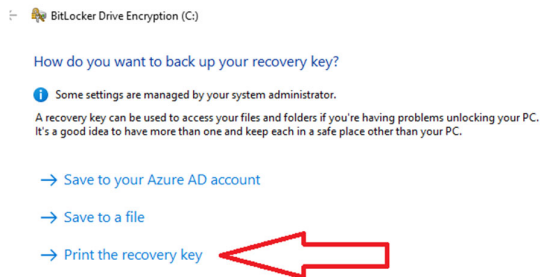 BitLocker Drive Encryption (C:)
How do you want to back up your recovery key?
Some settings are managed by your system administrator.
A recovery key can be used to access your files and folders if you're having problems unlocking your PC.
It's a good idea to have more than one and keep each in a safe place other than your PC.
Save to your Azure AD account
Save to a file
Print the recovery key